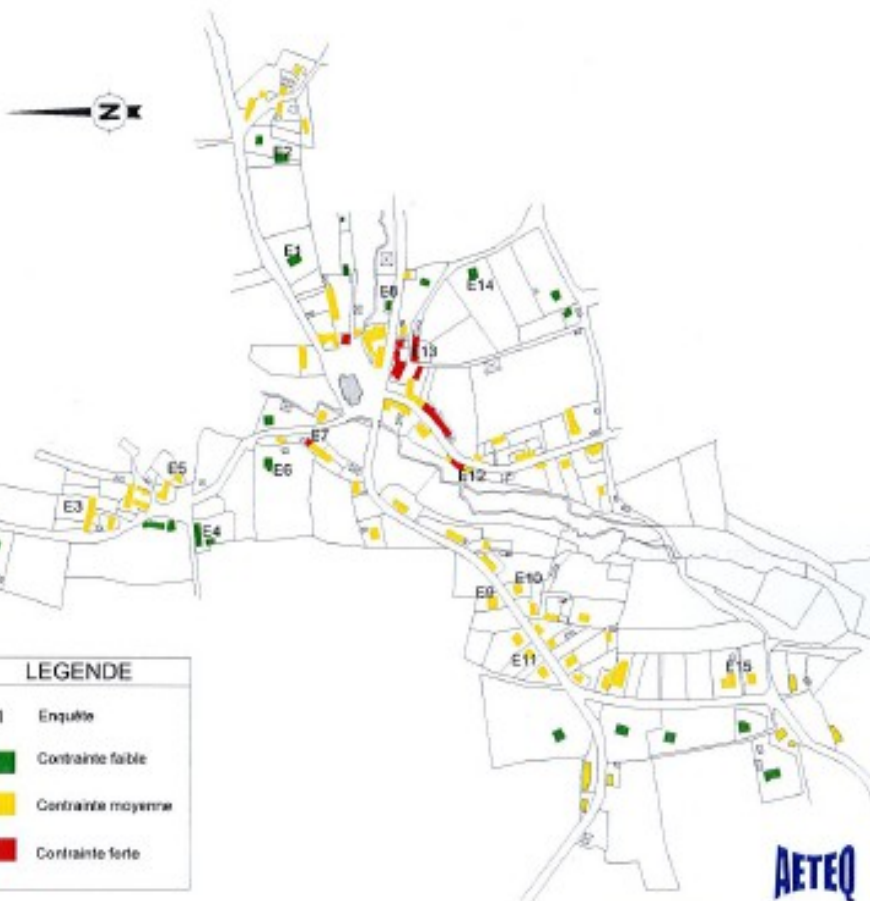 N
E2
E1
E8
E14
E13
E7
E12
E5
E6
E3
E4
E10
E9
E11
E15
LEGENDE
Enquête
Contrainte faible
Contrainte moyenne
Contrainte forte
AETEQ